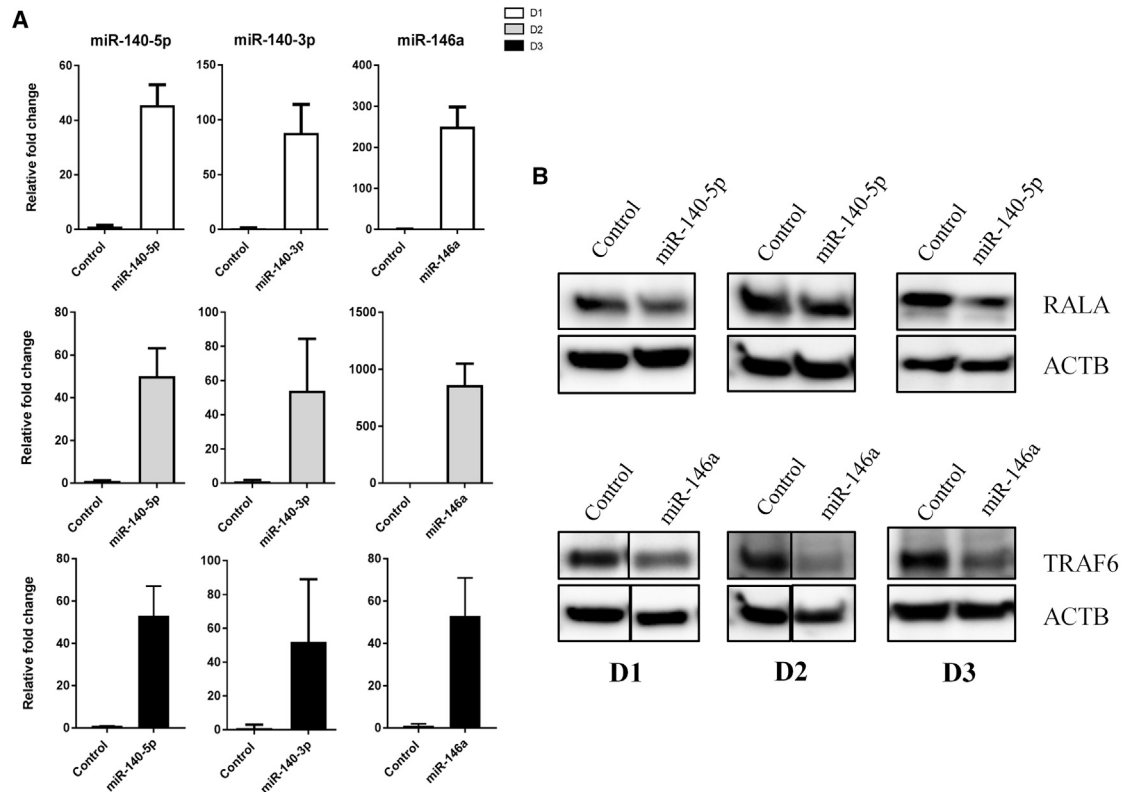 A
D1
D2
D3
miR-140-5p
miR-140-3p
miR-146a
Relative fold change
60
40
20
0
Control
miR-140-5p
150
100
50
0
Control
miR-140-3p
400
300
200
100
0
Control
miR-146a
Relative fold change
80
60
40
20
0
Control
miR-140-5p
100
80
60
40
20
0
Control
miR-140-3p
1500
1000
500
0
Control
miR-146a
Relative fold change
80
60
40
20
0
Control
miR-140-5p
100
80
60
40
20
0
Control
miR-140-3p
80
60
40
20
0
Control
miR-146a
B
Control
miR-140-5p
Control
miR-140-5p
Control
miR-140-5p
RALA
ACTB
Control
miR-146a
Control
miR-146a
Control
miR-146a
TRAF6
ACTB
D1
D2
D3